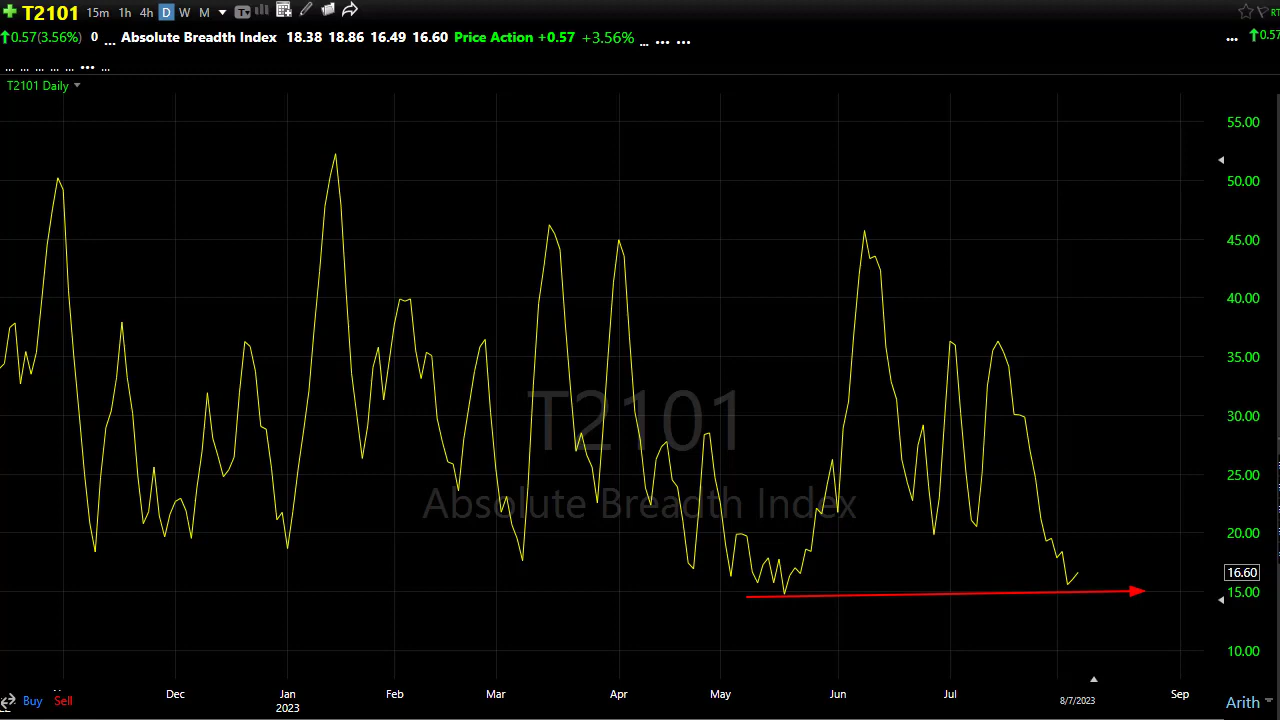 T2101 15m 1h 4h D W M T RT
0.57(3.56%) 0 ... Absolute Breadth Index 18.38 18.86 16.49 16.60 Price Action +0.57 +3.56% ... ... ... ... 0.57
... ... ... ... ... ... ...
T2101 Daily
55.00
50.00
45.00
40.00
35.00
30.00
25.00
20.00
16.60
15.00
10.00
T2101
Absolute Breadth Index
Dec Jan Feb Mar Apr May Jun Jul Sep
2023 8/7/2023
Buy Sell Arith